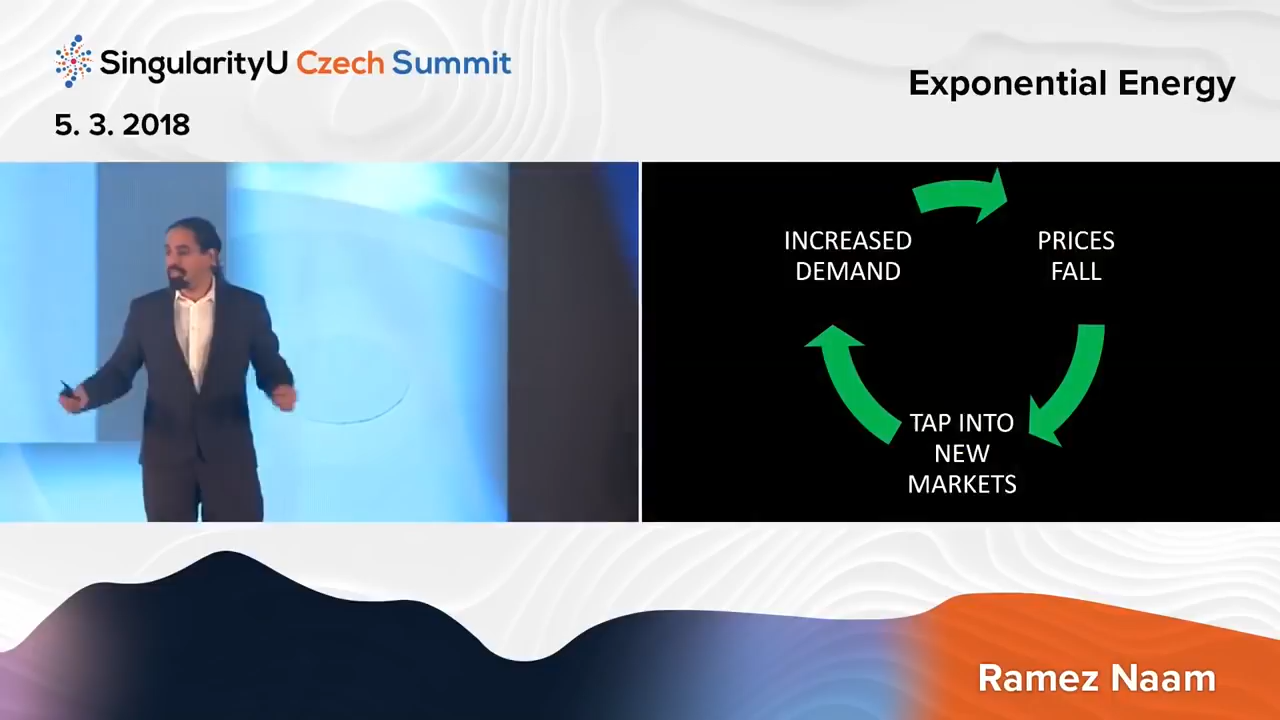 SingularityU Czech Summit
5. 3. 2018
Exponential Energy
INCREASED
DEMAND
PRICES
FALL
TAP INTO
NEW
MARKETS
Ramez Naam